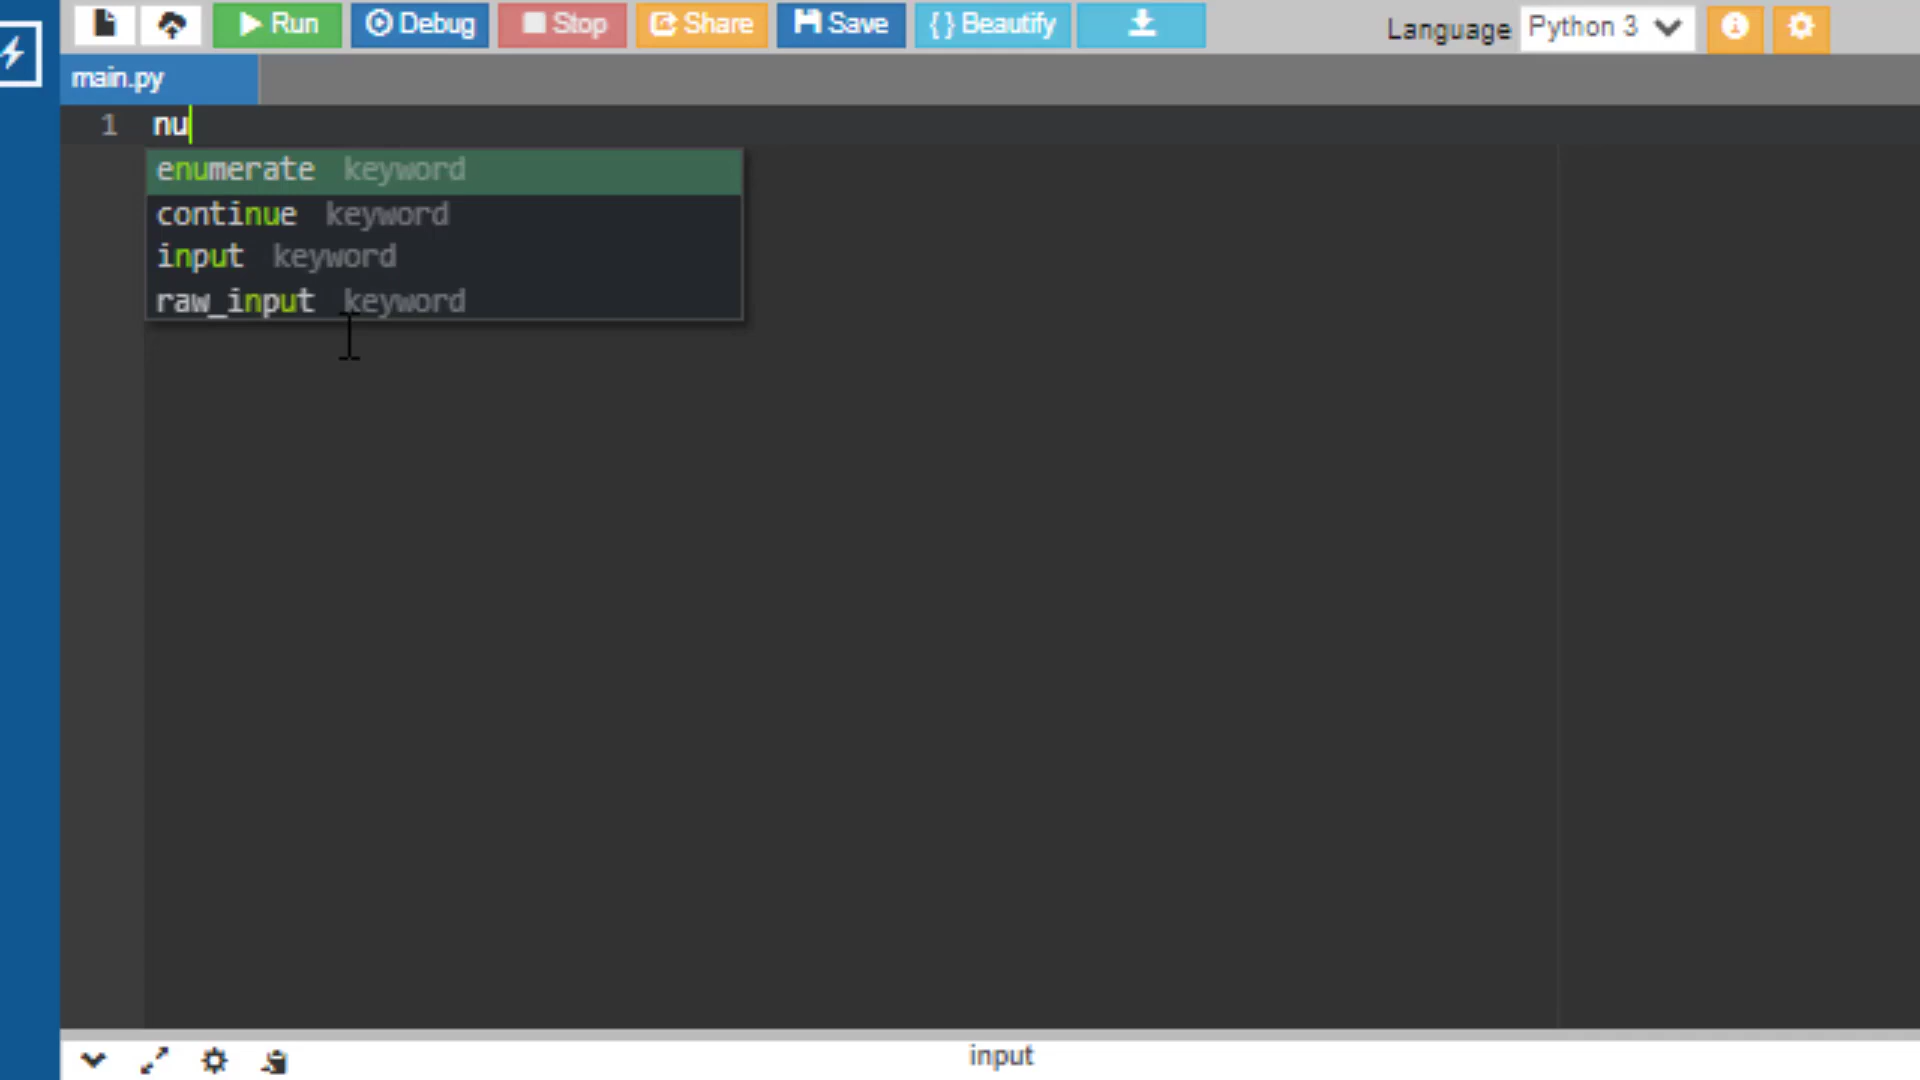 Run Debug Stop Share Save {} Beautify Language Python 3
main.py
1 nu
enumerate keyword
continue keyword
input keyword
raw_input keyword
input